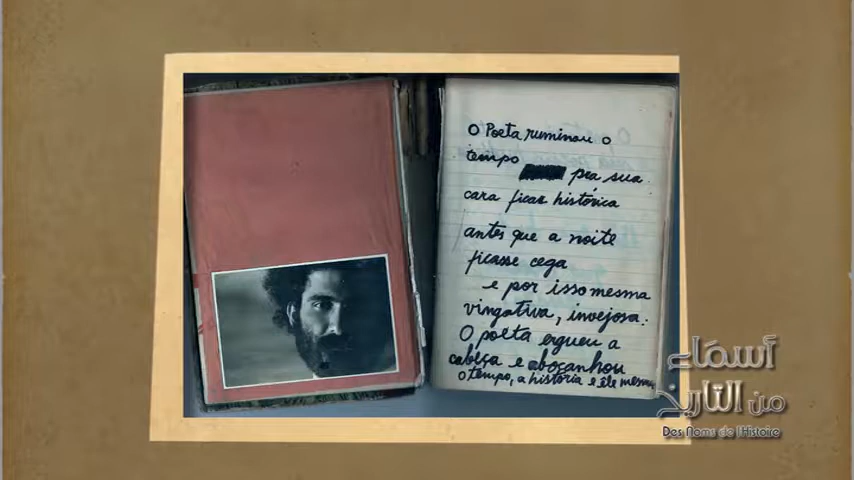 O Poeta ruminou o
tempo pra sua
cara ficar histórica
antes que a noite
ficasse cega
e por isso mesma
vingativa, invejosa:
O poeta ergueu a
cabeça e abocanhou
o tempo, a história e ele mesmo
أسماء
من التاريخ
Des Noms de l'Histoire